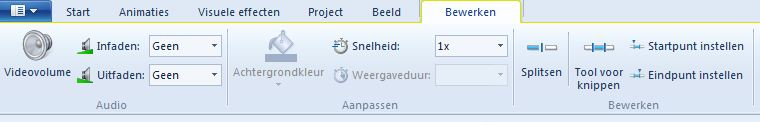 Start Animaties Visuele effecten Project Beeld Bewerken
Videovolume
Infaden: Geen
Uitfaden: Geen
Audio
Achtergrondkleur
Snelheid: 1x
Weergaveduur:
Aanpassen
Splitsen
Tool voor
knippen
Startpunt instellen
Eindpunt instellen
Bewerken